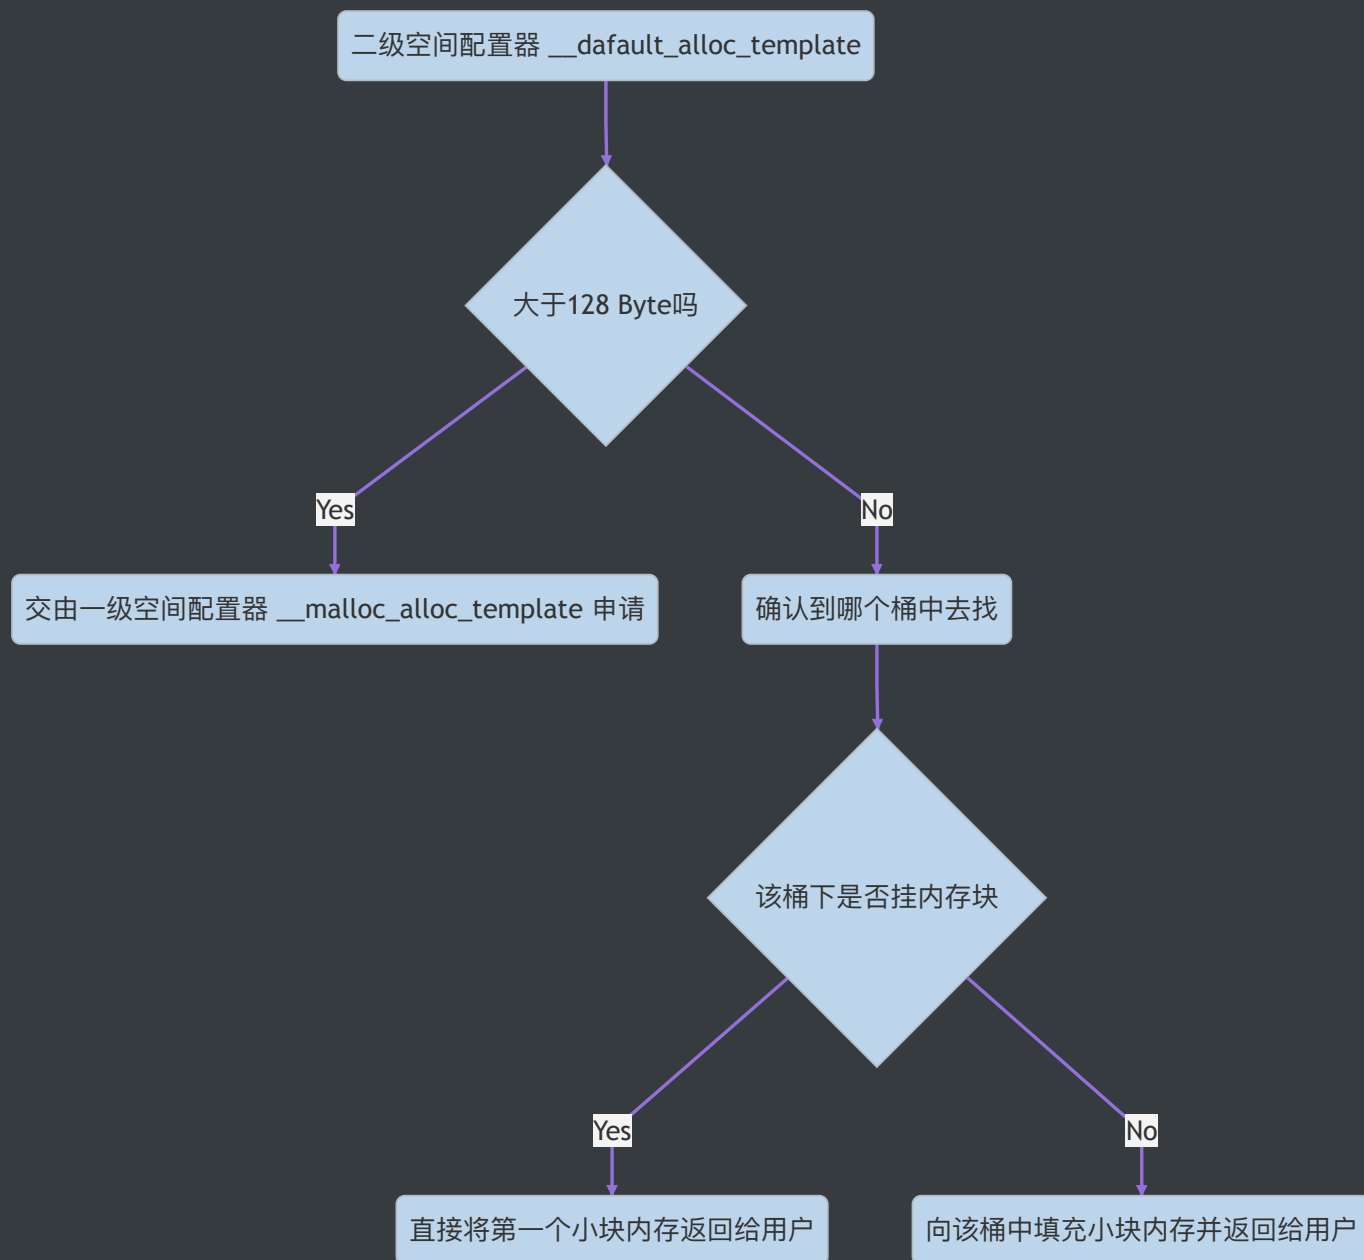 二级空间配置器 __dafault_alloc_template
大于128 Byte吗
Yes
No
交由一级空间配置器 __malloc_alloc_template 申请
确认到哪个桶中去找
该桶下是否挂内存块
Yes
No
直接将第一个小块内存返回给用户
向该桶中填充小块内存并返回给用户